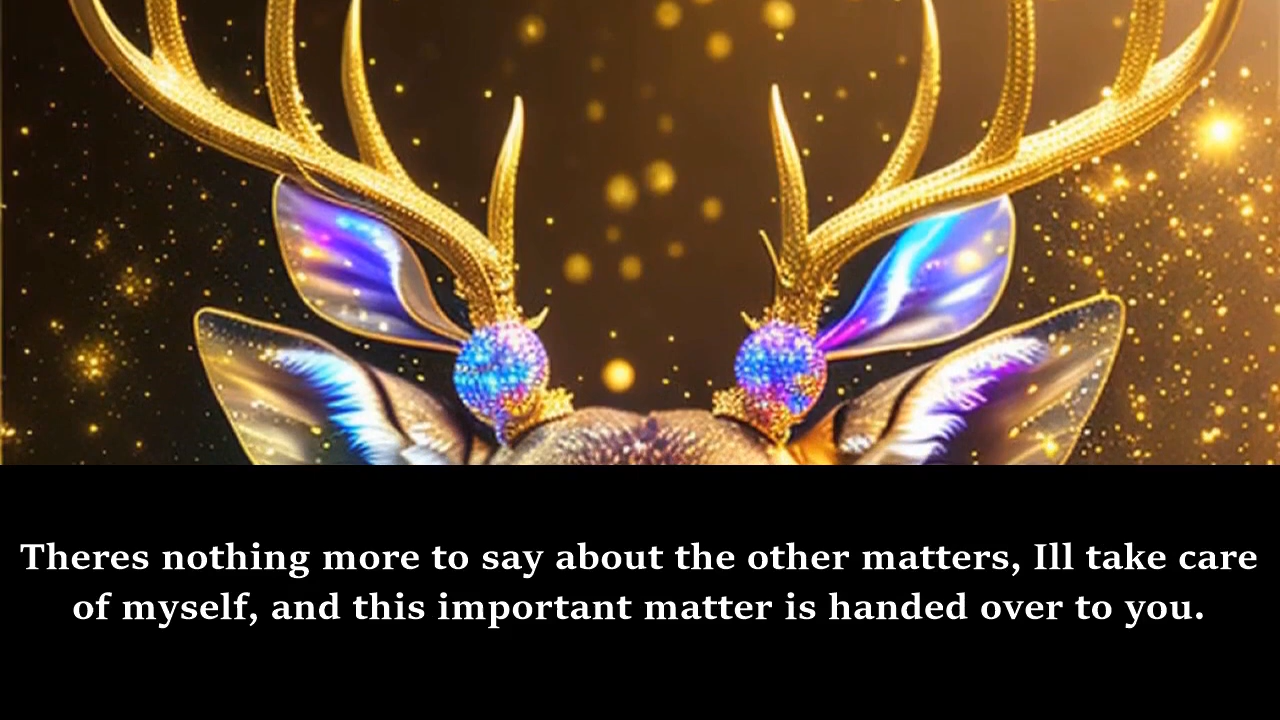 Theres nothing more to say about the other matters, Ill take care
of myself, and this important matter is handed over to you.